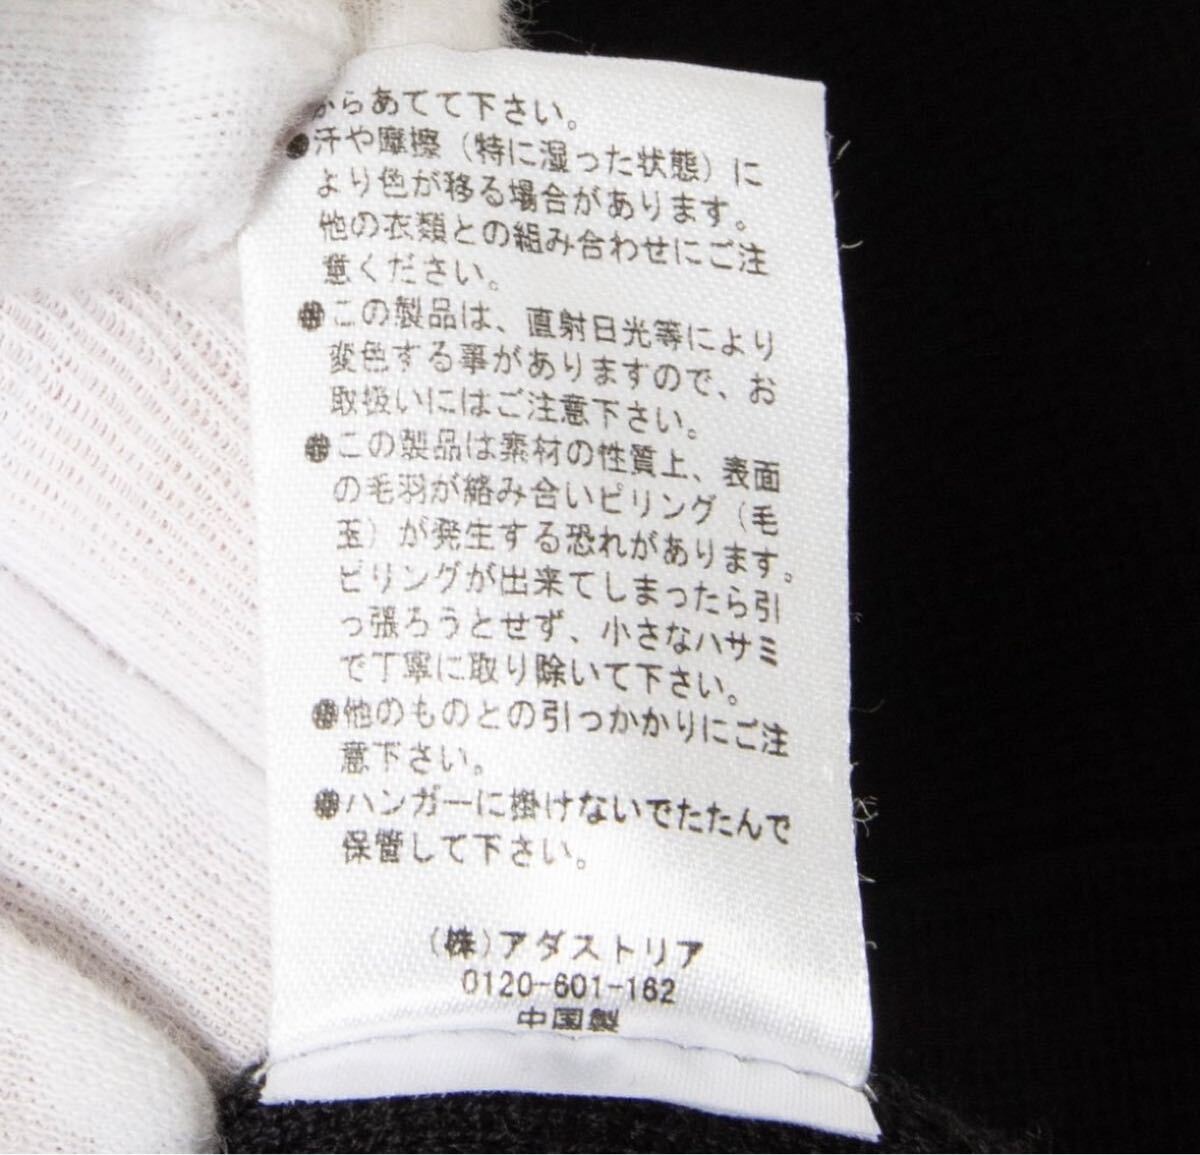 からあてて下さい。
●汗や摩擦（特に湿った状態）に
より色が移る場合があります。
他の衣類との組み合わせにご注
意ください。
●この製品は、直射日光等により
変色する事がありますので、お
取扱いにはご注意下さい。
●この製品は素材の性質上、表面
の毛羽が絡み合いピリング（毛
玉）が発生する恐れがあります。
ピリングが出来てしまったら引
っ張ろうとせず、小さなハサミ
で丁寧に取り除いて下さい。
●他のものとの引っかかりにご注
意下さい。
●ハンガーに掛けないでたたんで
保管して下さい。
(株)アダストリア
0120-601-162
中国製